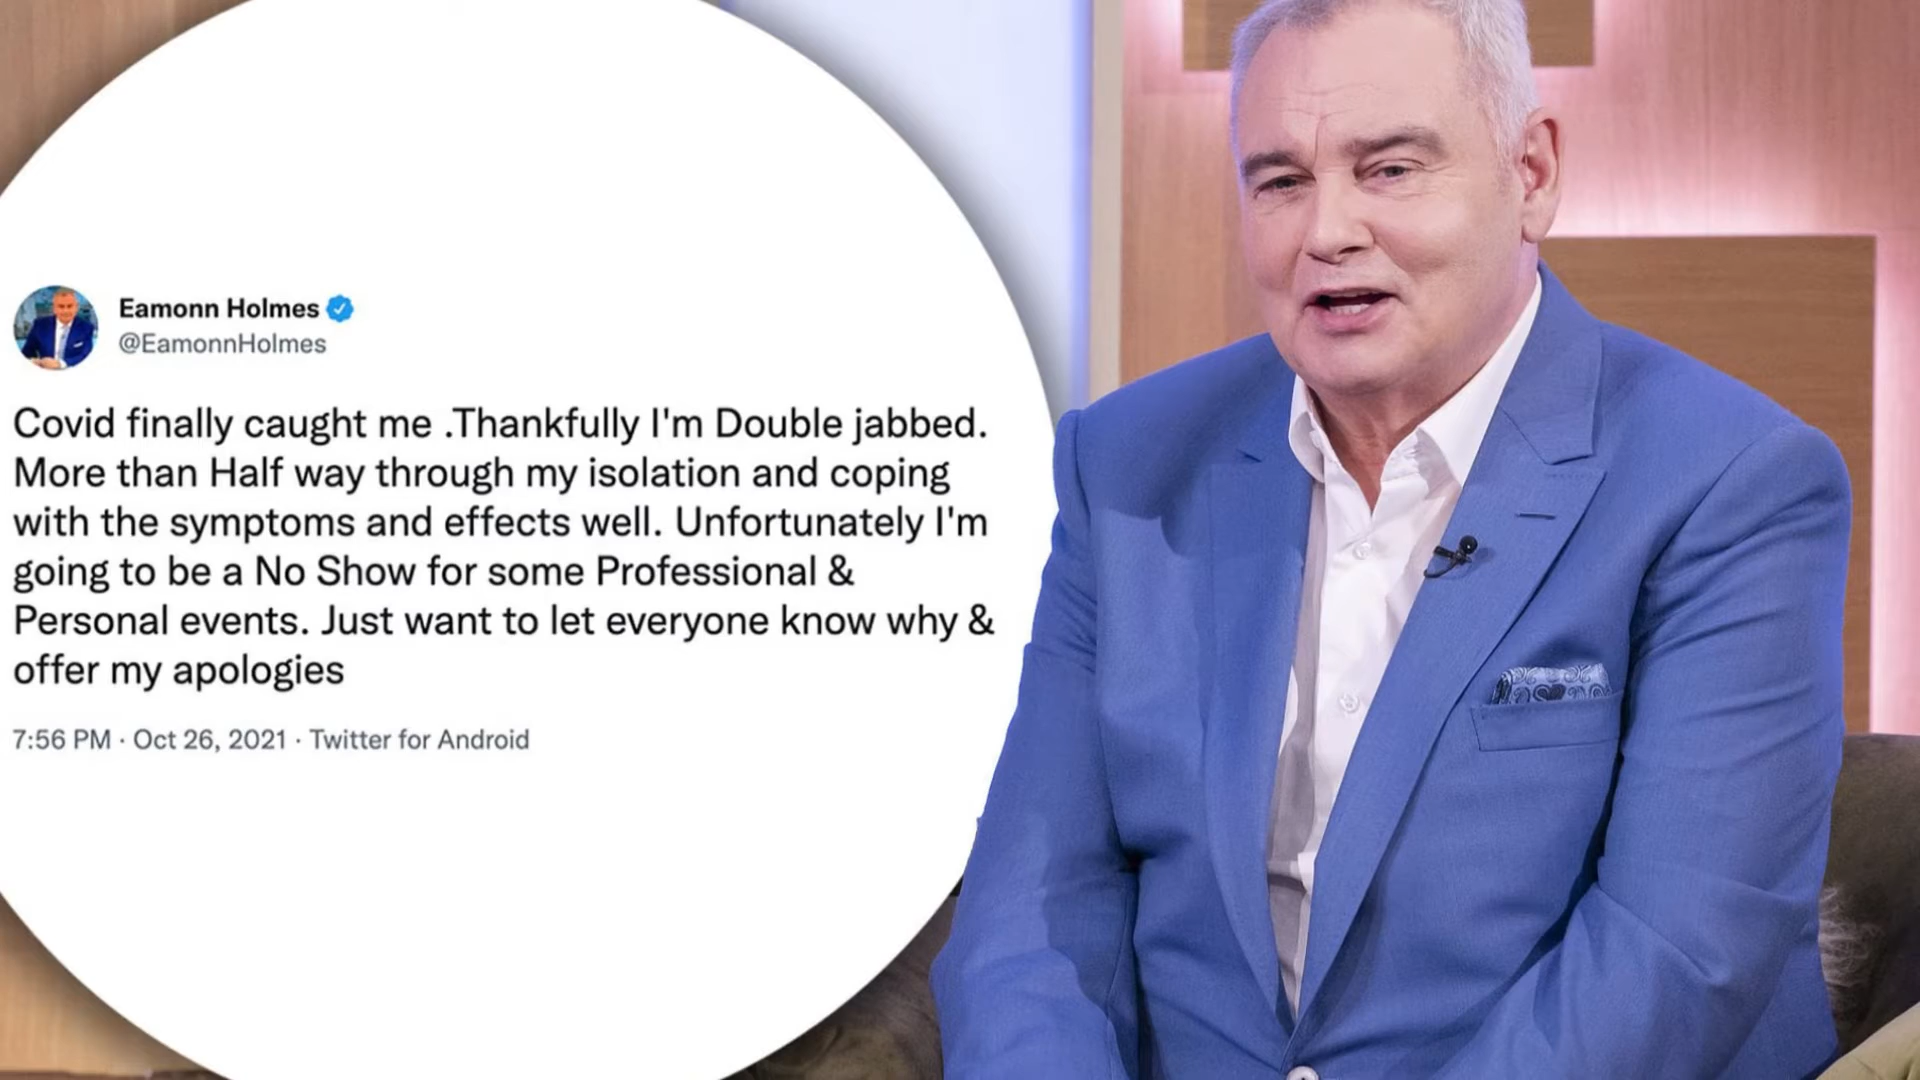 Eamonn Holmes
@EamonnHolmes
Covid finally caught me .Thankfully I'm Double jabbed.
More than Half way through my isolation and coping
with the symptoms and effects well. Unfortunately I'm
going to be a No Show for some Professional &
Personal events. Just want to let everyone know why &
offer my apologies
7:56 PM · Oct 26, 2021 · Twitter for Android